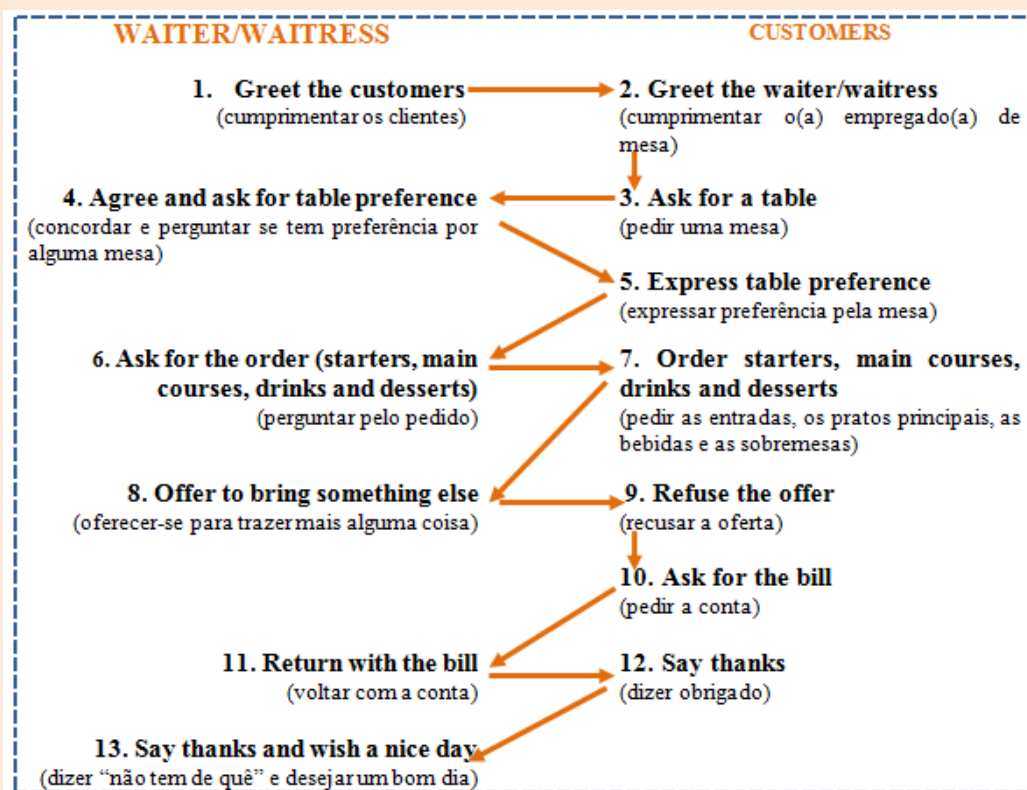 WAITER/WAITRESS
CUSTOMERS
1. Greet the customers
(cumprimentar os clientes)
2. Greet the waiter/waitress
(cumprimentar o(a) empregado(a) de
mesa)
3. Ask for a table
(pedir uma mesa)
4. Agree and ask for table preference
(concordar e perguntar se tem preferência por
alguma mesa)
5. Express table preference
(expressar preferência pela mesa)
6. Ask for the order (starters, main
courses, drinks and desserts)
(perguntar pelo pedido)
7. Order starters, main courses,
drinks and desserts
(pedir as entradas, os pratos principais, as
bebidas e as sobremesas)
8. Offer to bring something else
(oferecer-se para trazer mais alguma coisa)
9. Refuse the offer
(recusar a oferta)
10. Ask for the bill
(pedir a conta)
11. Return with the bill
(voltar com a conta)
12. Say thanks
(dizer obrigado)
13. Say thanks and wish a nice day
(dizer “não tem de quê” e desejar um bom dia)